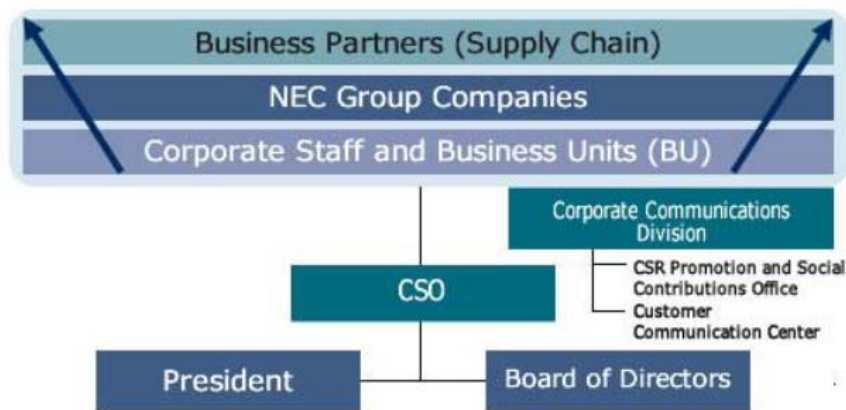 Business Partners (Supply Chain)
NEC Group Companies
Corporate Staff and Business Units (BU)
Corporate Communications
Division
CSR Promotion and Social
Contributions Office
Customer
Communication Center
CSO
President
Board of Directors